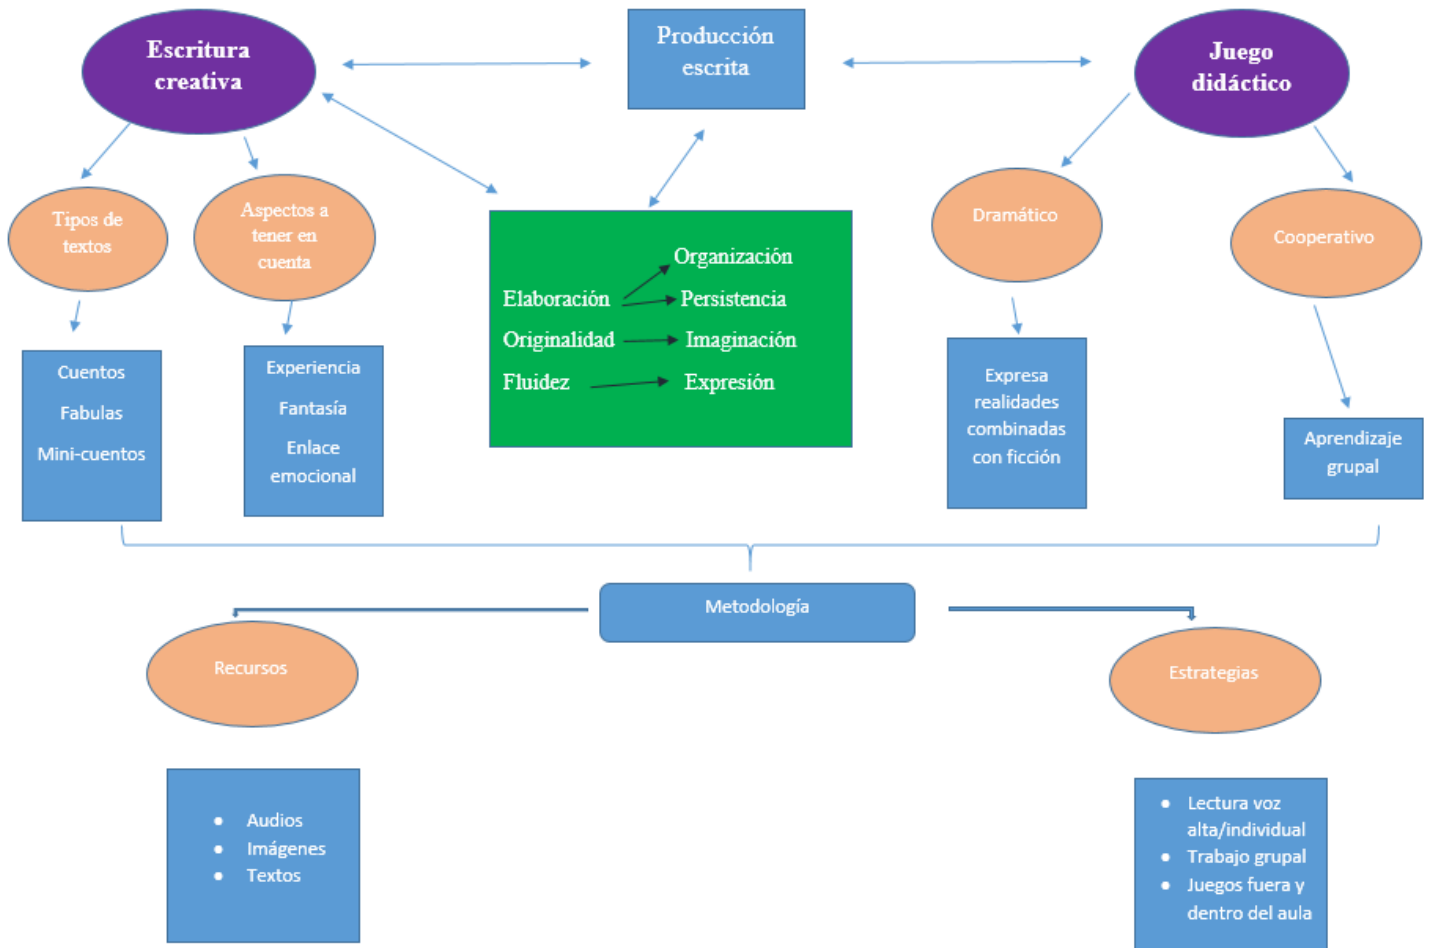 Escritura
creativa
Producción
escrita
Juego
didáctico
Tipos de
textos
Aspectos a
tener en
cuenta
Dramático
Cooperativo
Organización
Elaboración
Persistencia
Originalidad
Imaginación
Fluidez
Expresión
Cuentos
Fabulas
Mini-cuentos
Experiencia
Fantasía
Enlace
emocional
Expresa
realidades
combinadas
con ficción
Aprendizaje
grupal
Metodología
Recursos
Estrategias
• Audios
• Imágenes
• Textos
• Lectura voz
alta/individual
• Trabajo grupal
• Juegos fuera y
dentro del aula